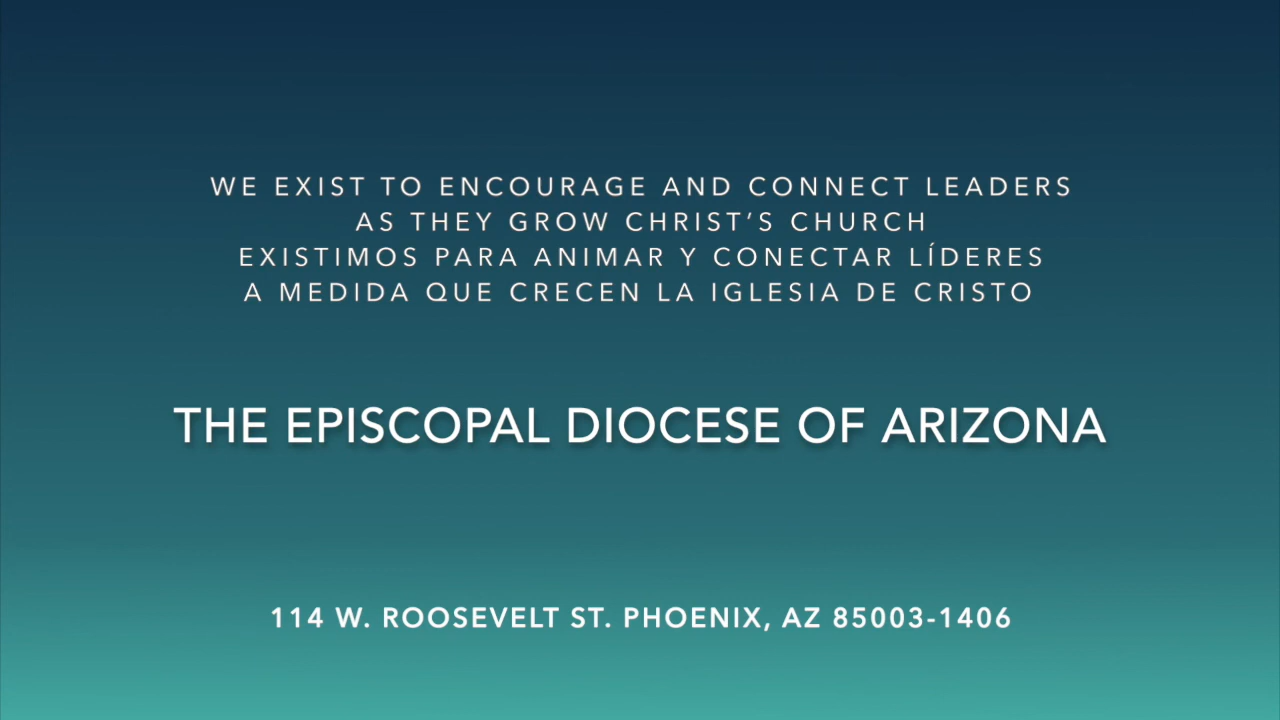 WE EXIST TO ENCOURAGE AND CONNECT LEADERS
AS THEY GROW CHRIST‘S CHURCH
EXISTIMOS PARA ANIMAR Y CONECTAR LÍDERES
A MEDIDA QUE CRECEN LA IGLESIA DE CRISTO
THE EPISCOPAL DIOCESE OF ARIZONA
114 W. ROOSEVELT ST. PHOENIX, AZ 85003-1406